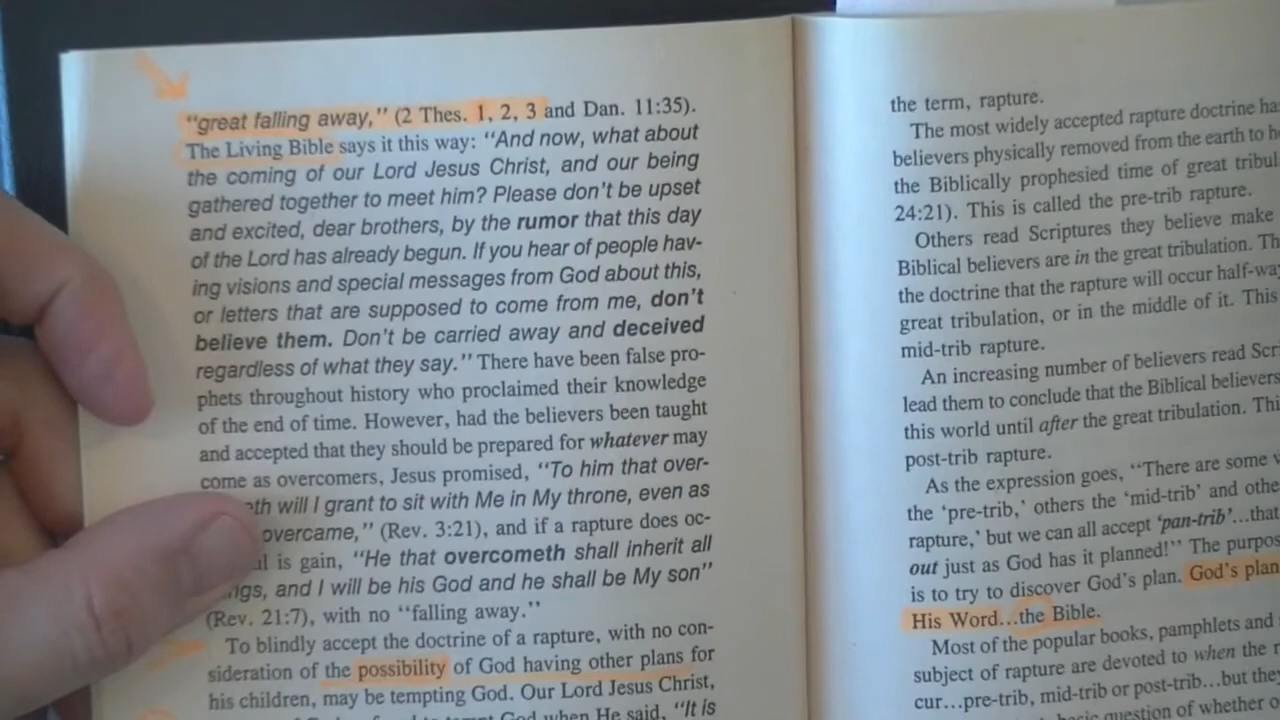 “great falling away,” (2 Thes. 1, 2, 3 and Dan. 11:35).
The Living Bible says it this way: “And now, what about
the coming of our Lord Jesus Christ, and our being
gathered together to meet him? Please don’t be upset
and excited, dear brothers, by the rumor that this day
of the Lord has already begun. If you hear of people hav-
ing visions and special messages from God about this,
or letters that are supposed to come from me, don’t
believe them. Don’t be carried away and deceived
regardless of what they say.” There have been false pro-
phets throughout history who proclaimed their knowledge
of the end of time. However, had the believers been taught
and accepted that they should be prepared for whatever may
come as overcomers, Jesus promised, “To him that over-
will I grant to sit with Me in My throne, even as
overcame,” (Rev. 3:21), and if a rapture does oc-
is gain, “He that overcometh shall inherit all
and I will be his God and he shall be My son”
(Rev. 21:7), with no “falling away.”
To blindly accept the doctrine of a rapture, with no con-
sideration of the possibility of God having other plans for
his children, may be tempting God. Our Lord Jesus Christ,
God when He said, “It is
the term, rapture.
The most widely accepted rapture doctrine
believers physically removed from the earth to
the Biblically prophesied time of great
24:21). This is called the pre-trib rapture.
Others read Scriptures they believe make
Biblical believers are in the great tribulation.
the doctrine that the rapture will occur
great tribulation, or in the middle of it. This
mid-trib rapture.
An increasing number of believers read
lead them to conclude that the Biblical believers
this world until after the great tribulation.
post-trib rapture.
As the expression goes, “There are some
the ‘pre-trib,’ others the ‘mid-trib’ and
rapture,’ but we can all accept ‘pan-trib’...that
out just as God has it planned!” The
is to try to discover God’s plan. God’s plan
His Word...the Bible.
Most of the popular books, pamphlets and
subject of rapture are devoted to when the
cur...pre-trib, mid-trib or post-trib...but they
question of whether